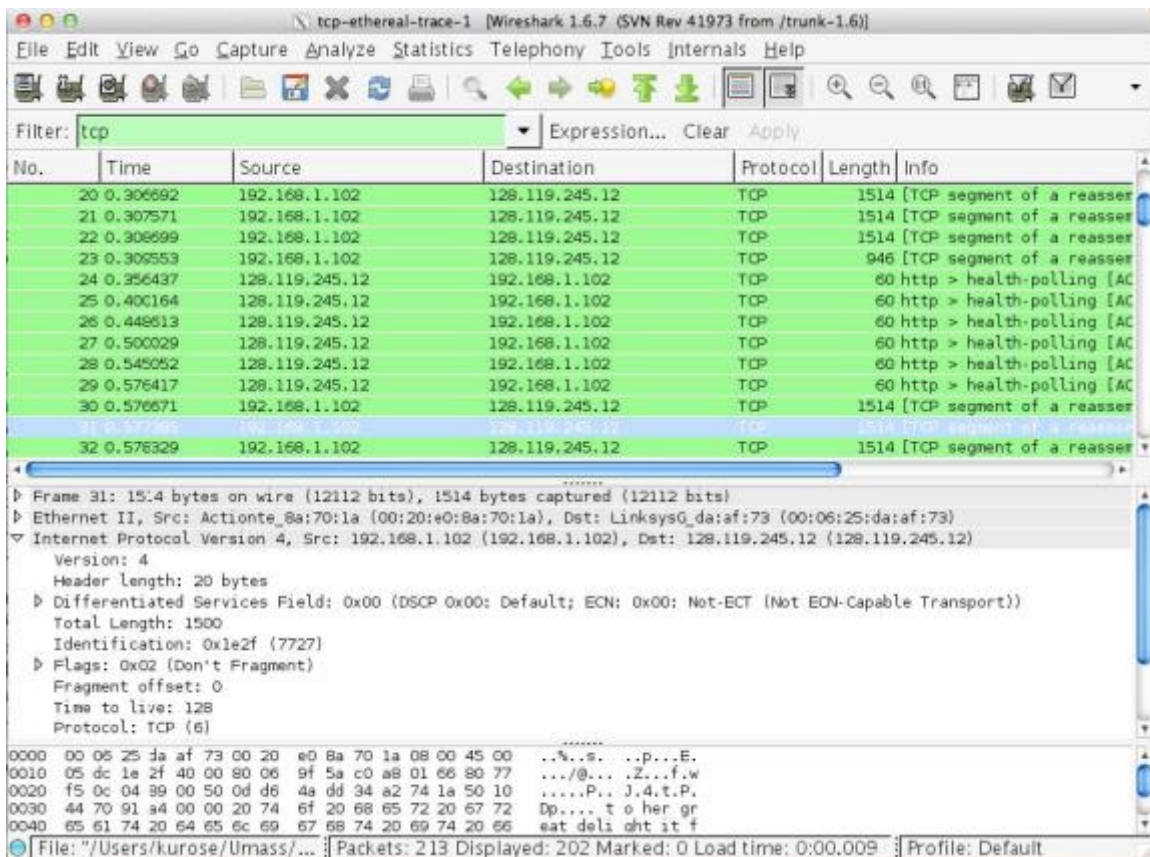 tcp-ethereal-trace-1 [Wireshark 1.6.7 (SVN Rev 41973 from /trunk-1.6)]
File Edit View Go Capture Analyze Statistics Telephony Tools Internals Help
Filter: tcp Expression... Clear Apply
No. Time Source Destination Protocol Length Info
20 0.306692 192.168.1.102 128.119.245.12 TCP 1514 [TCP segment of a reassem
21 0.307571 192.168.1.102 128.119.245.12 TCP 1514 [TCP segment of a reassem
22 0.308699 192.168.1.102 128.119.245.12 TCP 1514 [TCP segment of a reassem
23 0.309553 192.168.1.102 128.119.245.12 TCP 946 [TCP segment of a reassem
24 0.356437 128.119.245.12 192.168.1.102 TCP 60 http > health-polling [AC
25 0.400164 128.119.245.12 192.168.1.102 TCP 60 http > health-polling [AC
26 0.448613 128.119.245.12 192.168.1.102 TCP 60 http > health-polling [AC
27 0.500029 128.119.245.12 192.168.1.102 TCP 60 http > health-polling [AC
28 0.545052 128.119.245.12 192.168.1.102 TCP 60 http > health-polling [AC
29 0.576417 128.119.245.12 192.168.1.102 TCP 60 http > health-polling [AC
30 0.576671 192.168.1.102 128.119.245.12 TCP 1514 [TCP segment of a reassem
31 192.168.1.102 128.119.245.12 TCP 1514 [TCP segment of a reassem
32 0.578329 192.168.1.102 128.119.245.12 TCP 1514 [TCP segment of a reassem
Frame 31: 1514 bytes on wire (12112 bits), 1514 bytes captured (12112 bits)
Ethernet II, Src: Actionte_8a:70:1a (00:20:e0:8a:70:1a), Dst: LinksysG_da:af:73 (00:06:25:da:af:73)
Internet Protocol Version 4, Src: 192.168.1.102 (192.168.1.102), Dst: 128.119.245.12 (128.119.245.12)
Version: 4
Header length: 20 bytes
Differentiated Services Field: 0x00 (DSCP 0x00: Default; ECN: 0x00: Not-ECT (Not ECN-Capable Transport))
Total Length: 1500
Identification: 0x1e2f (7727)
Flags: 0x02 (Don't Fragment)
Fragment offset: 0
Time to live: 128
Protocol: TCP (6)
0000 00 06 25 da af 73 00 20 e0 8a 70 1a 08 00 45 00 ..%..s. ..p...E.
0010 05 dc 1e 2f 40 00 80 06 9f 5a c0 a8 01 66 80 77 .../@... .Z...f.w
0020 f5 0c 04 89 00 50 0d d6 4a dd 34 a2 74 1a 50 10 .....P.. J.4.t.P.
0030 44 70 91 a4 00 00 20 74 6f 20 68 65 72 20 67 72 Dp.... t o her gr
0040 65 61 74 20 64 65 6c 69 67 68 74 20 69 74 20 66 eat deli ght it f
File: "/Users/kurose/Umass/... Packets: 213 Displayed: 202 Marked: 0 Load time: 0:00.009 Profile: Default